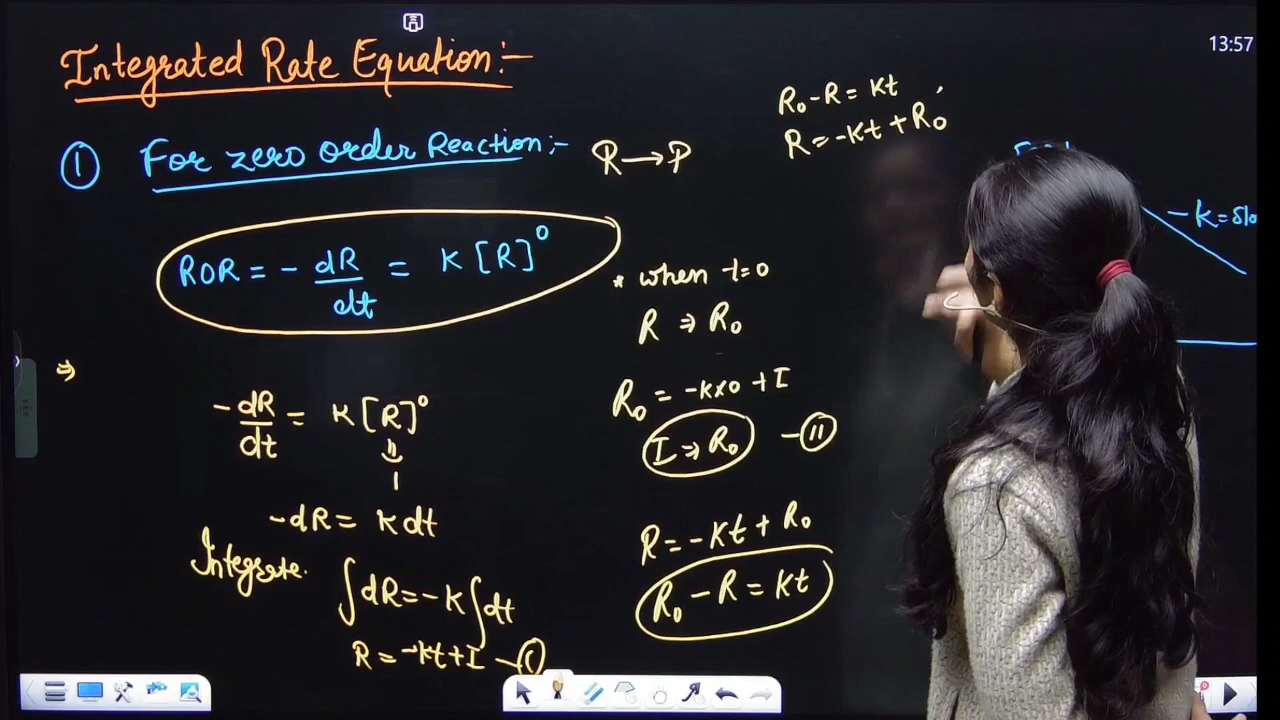 Integrated Rate Equation:-
① For zero order Reaction:- R → P
ROR = - dR/dt = K [R]⁰
⇒
-dR/dt = K [R]⁰
॥
1
-dR = K dt
Integrate.
∫dR = -K∫dt
R = -Kt + I -(I)
* when t=0
R ⇒ R₀
R₀ = -K×0 + I
I ⇒ R₀ -(II)
R = -Kt + R₀
R₀ - R = Kt
R₀ - R = Kt
R = -Kt + R₀
-K = Slo
13:57